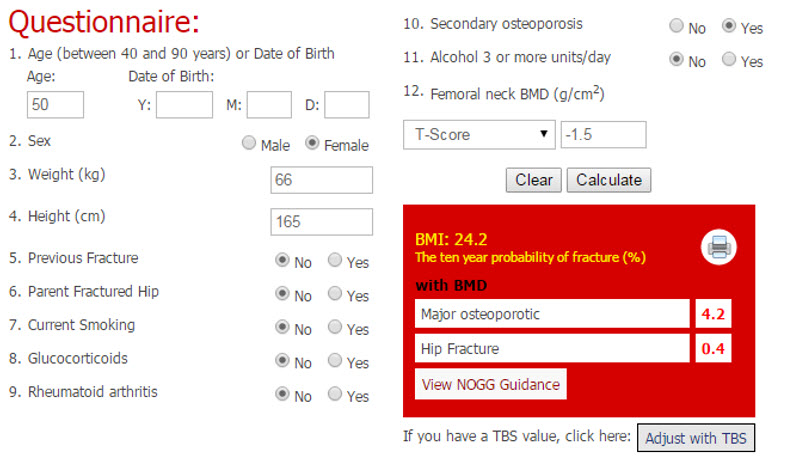 Questionnaire:
1. Age (between 40 and 90 years) or Date of Birth
Age: Date of Birth:
50 Y: M: D:
2. Sex Male Female
3. Weight (kg) 66
4. Height (cm) 165
5. Previous Fracture No Yes
6. Parent Fractured Hip No Yes
7. Current Smoking No Yes
8. Glucocorticoids No Yes
9. Rheumatoid arthritis No Yes
10. Secondary osteoporosis No Yes
11. Alcohol 3 or more units/day No Yes
12. Femoral neck BMD (g/cm²)
T-Score -1.5
Clear Calculate
BMI: 24.2
The ten year probability of fracture (%)
with BMD
Major osteoporotic 4.2
Hip Fracture 0.4
View NOGG Guidance
If you have a TBS value, click here: Adjust with TBS